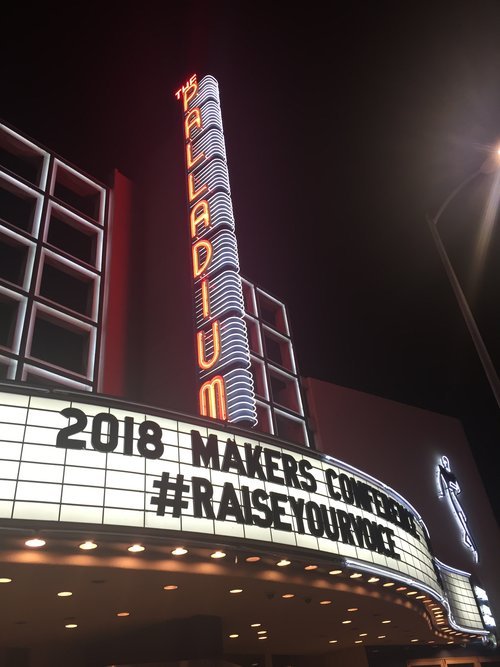 THE
PALLADIUM
2018 MAKERS CONFERENCE
#RAISEYOURVOICE